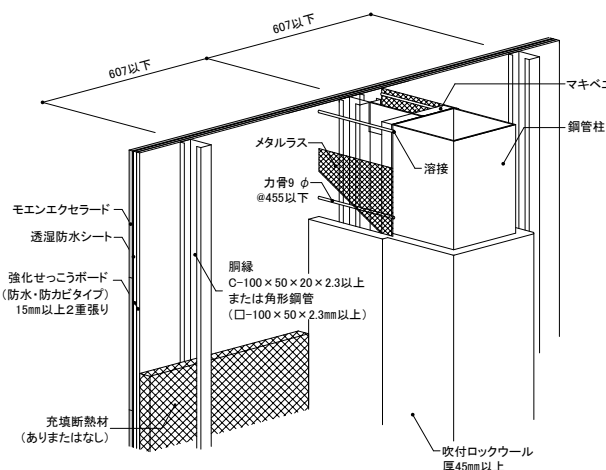 607以下
607以下
マキベエ
鋼管柱
メタルラス
溶接
力骨9 φ
@455以下
モエンエクセラード
透湿防水シート
強化せっこうボード
(防水・防カビタイプ)
15mm以上2重張り
胴縁
C-100×50×20×2.3以上
または角形鋼管
(□-100×50×2.3mm以上)
充填断熱材
(ありまたはなし)
吹付ロックウール
厚45mm以上